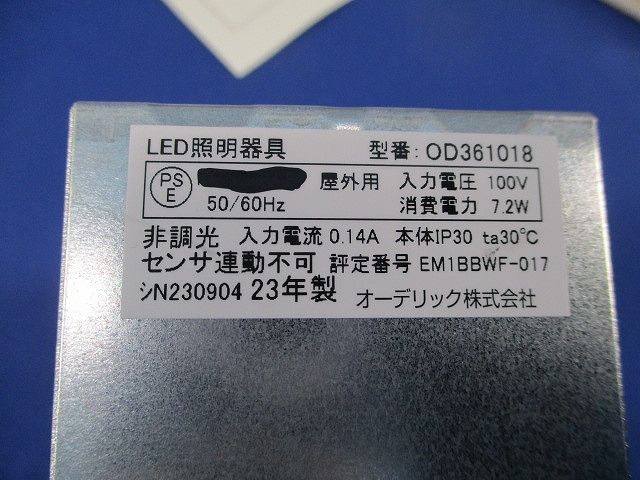 LED照明器具 型番: OD361018
PS E 屋外用 入力電圧 100V
50/60Hz 消費電力 7.2W
非調光 入力電流 0.14A 本体IP30 ta30℃
センサ連動不可 評定番号 EM1BBWF-017
シN230904 23年製 オーデリック株式会社